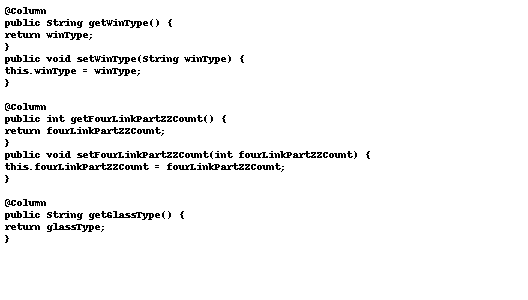 @Column
public String getWinType() {
return winType;
}
public void setWinType(String winType) {
this.winType = winType;
}
@Column
public int getFourLinkPartZZCount() {
return fourLinkPartZZCount;
}
public void setFourLinkPartZZCount(int fourLinkPartZZCount) {
this.fourLinkPartZZCount = fourLinkPartZZCount;
}
@Column
public String getGlassType() {
return glassType;
}